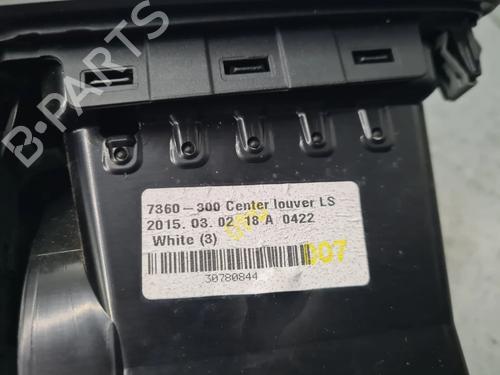 B-PARTS
7360-300 Center louver LS
2015. 03. 02 18 A 0422
White (3)
007
30780844